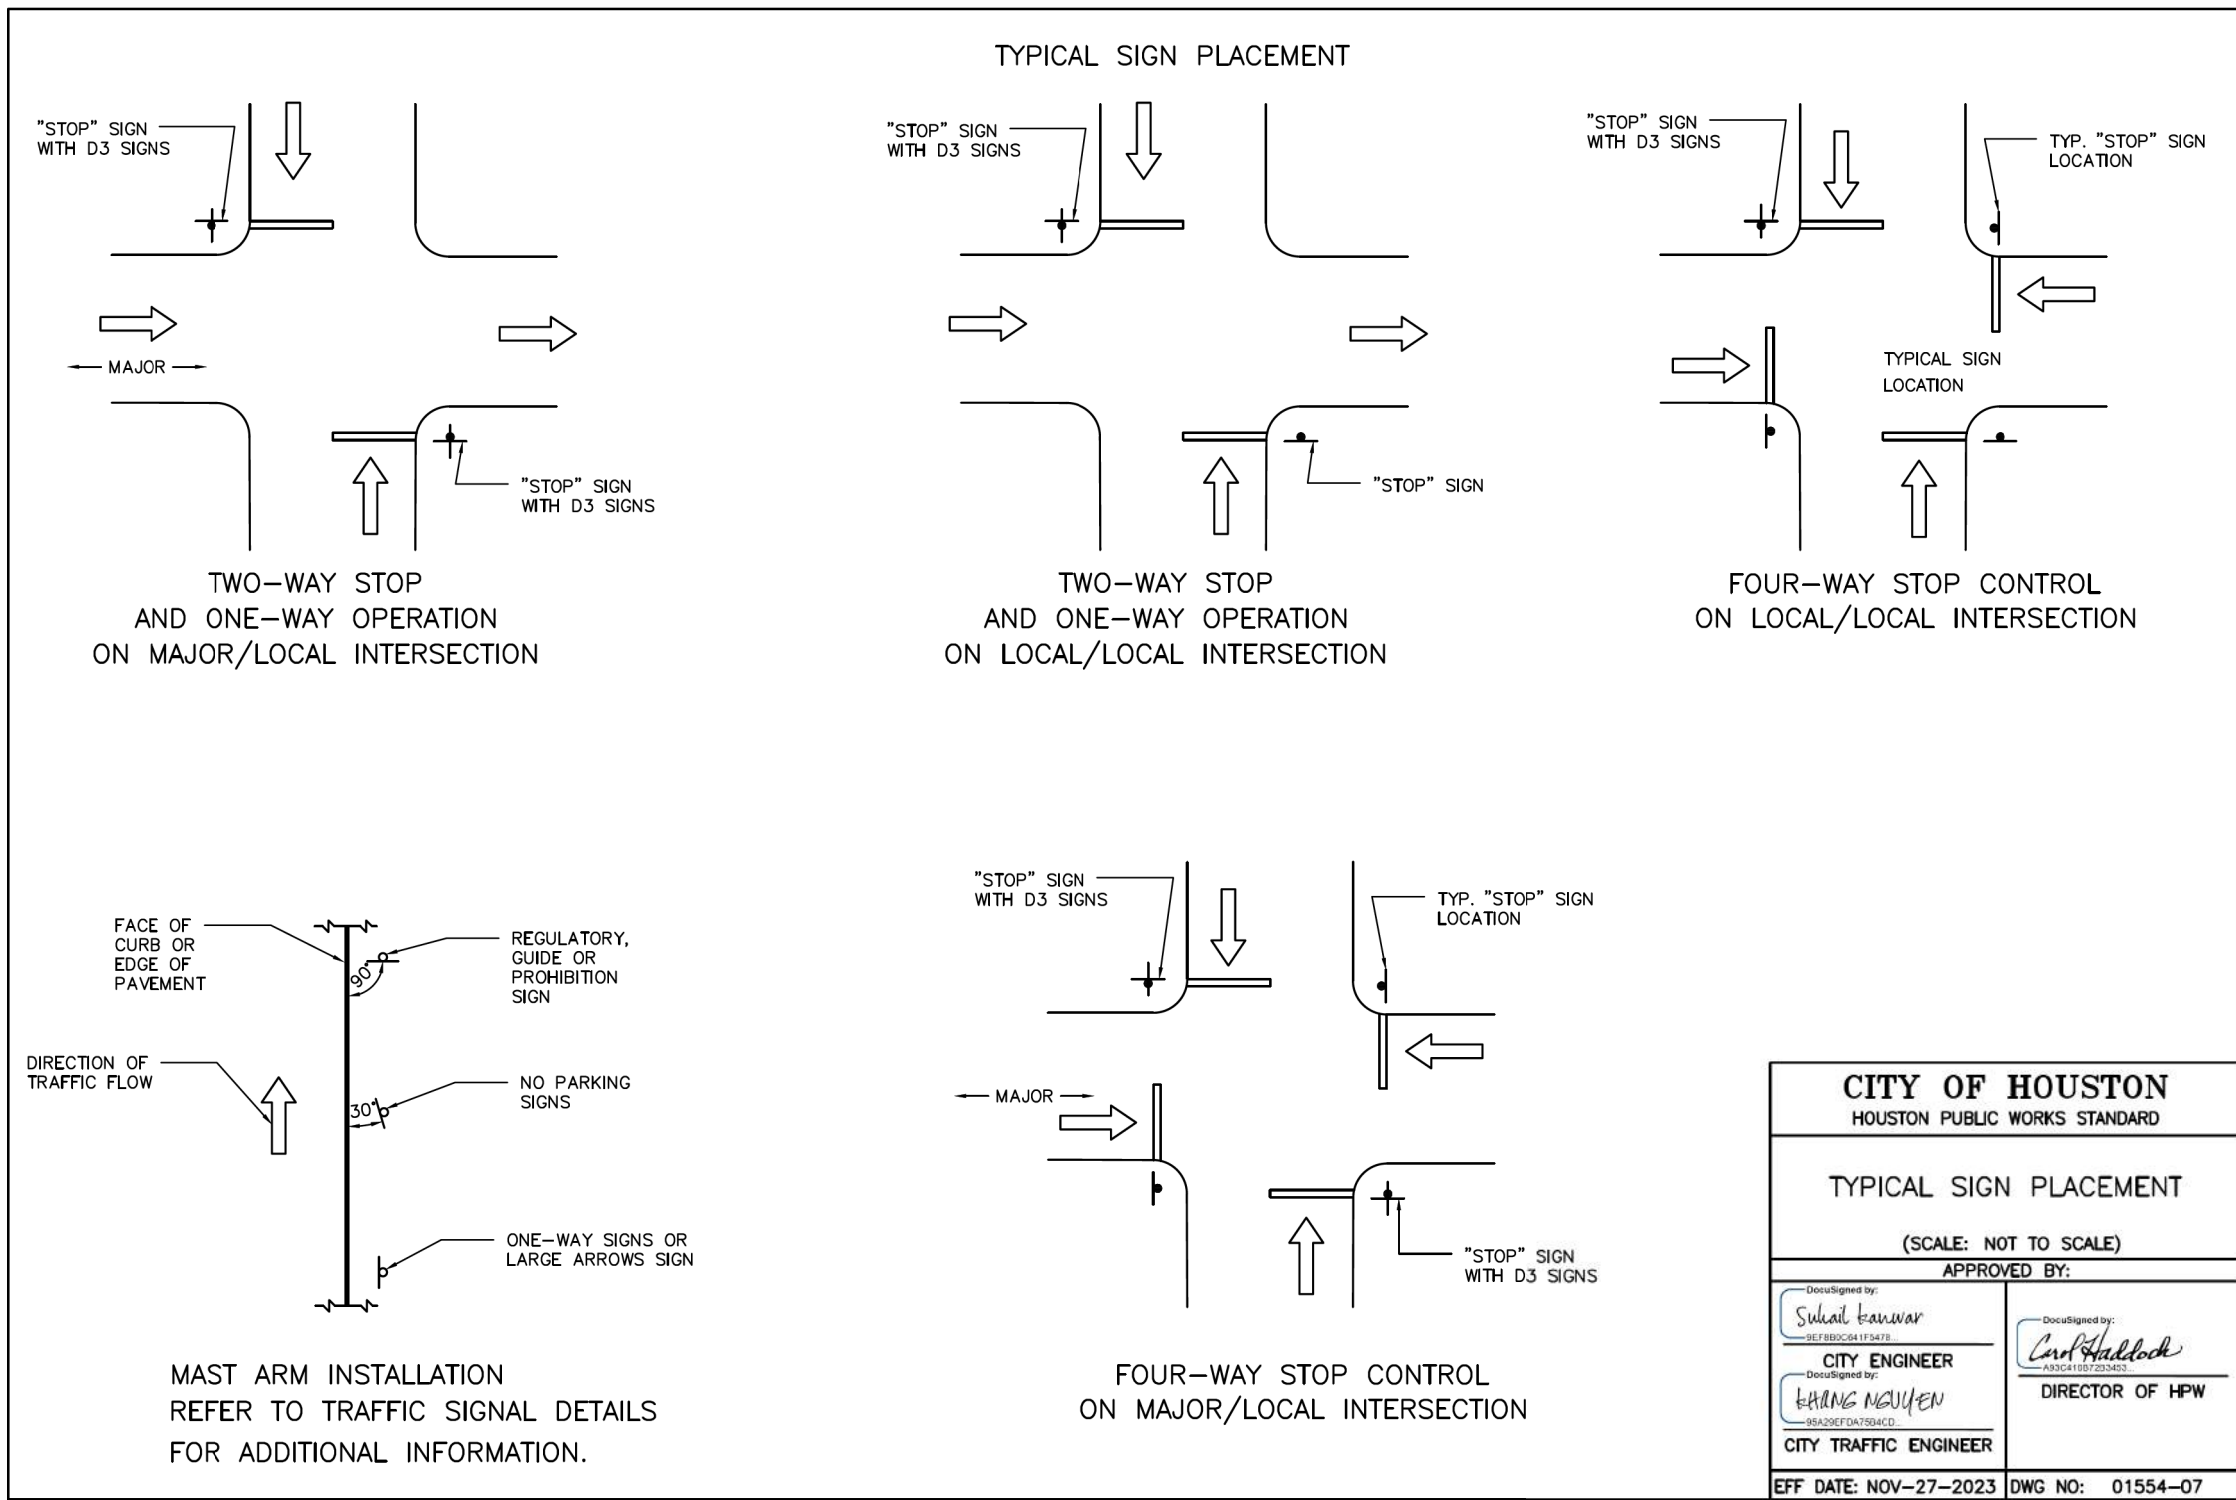 TYPICAL SIGN PLACEMENT
"STOP" SIGN
WITH D3 SIGNS
MAJOR
"STOP" SIGN
WITH D3 SIGNS
TWO-WAY STOP
AND ONE-WAY OPERATION
ON MAJOR/LOCAL INTERSECTION
"STOP" SIGN
WITH D3 SIGNS
"STOP" SIGN
TWO-WAY STOP
AND ONE-WAY OPERATION
ON LOCAL/LOCAL INTERSECTION
"STOP" SIGN
WITH D3 SIGNS
TYP. "STOP" SIGN
LOCATION
TYPICAL SIGN
LOCATION
FOUR-WAY STOP CONTROL
ON LOCAL/LOCAL INTERSECTION
FACE OF
CURB OR
EDGE OF
PAVEMENT
90°
REGULATORY,
GUIDE OR
PROHIBITION
SIGN
DIRECTION OF
TRAFFIC FLOW
30°
NO PARKING
SIGNS
ONE-WAY SIGNS OR
LARGE ARROWS SIGN
MAST ARM INSTALLATION
REFER TO TRAFFIC SIGNAL DETAILS
FOR ADDITIONAL INFORMATION.
"STOP" SIGN
WITH D3 SIGNS
TYP. "STOP" SIGN
LOCATION
MAJOR
"STOP" SIGN
WITH D3 SIGNS
FOUR-WAY STOP CONTROL
ON MAJOR/LOCAL INTERSECTION
CITY OF HOUSTON
HOUSTON PUBLIC WORKS STANDARD
TYPICAL SIGN PLACEMENT
(SCALE: NOT TO SCALE)
APPROVED BY:
DocuSigned by:
Suhail Kanwar
9EF8B0C641F5478...
CITY ENGINEER
DocuSigned by:
KHANG NGUYEN
95A29EFDA75B4CD...
CITY TRAFFIC ENGINEER
DocuSigned by:
Carol Haddock
A93C410B72B3453...
DIRECTOR OF HPW
EFF DATE: NOV-27-2023
DWG NO: 01554-07